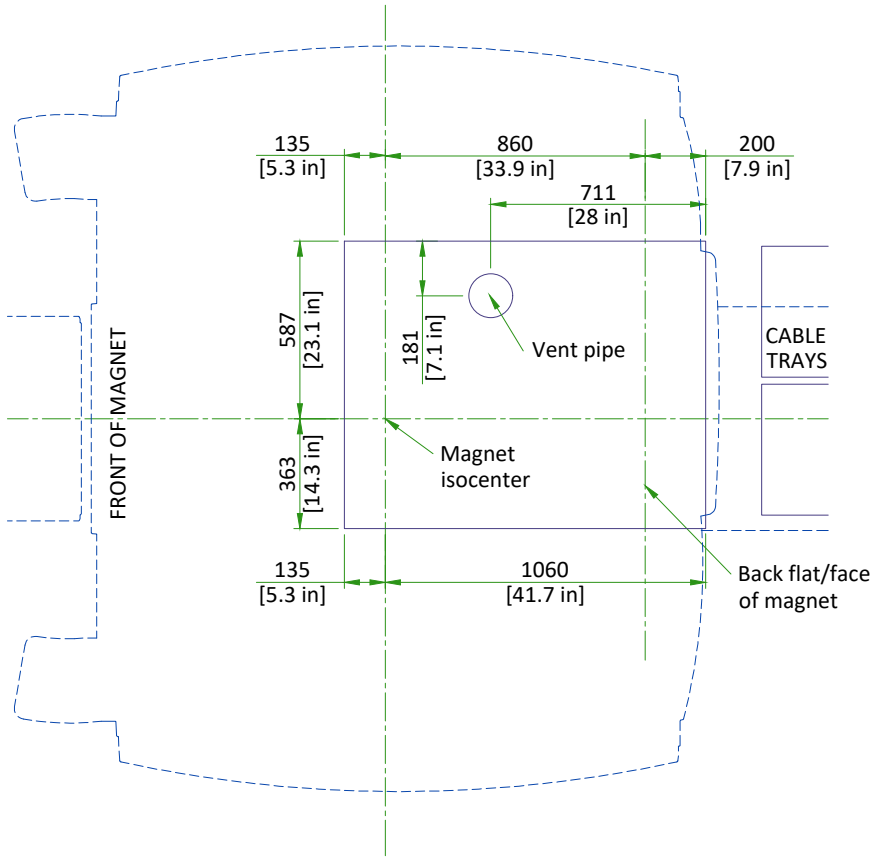 135
[5.3 in]
860
[33.9 in]
200
[7.9 in]
711
[28 in]
587
[23.1 in]
181
[7.1 in]
Vent pipe
CABLE
TRAYS
FRONT OF MAGNET
363
[14.3 in]
Magnet
isocenter
135
[5.3 in]
1060
[41.7 in]
Back flat/face
of magnet